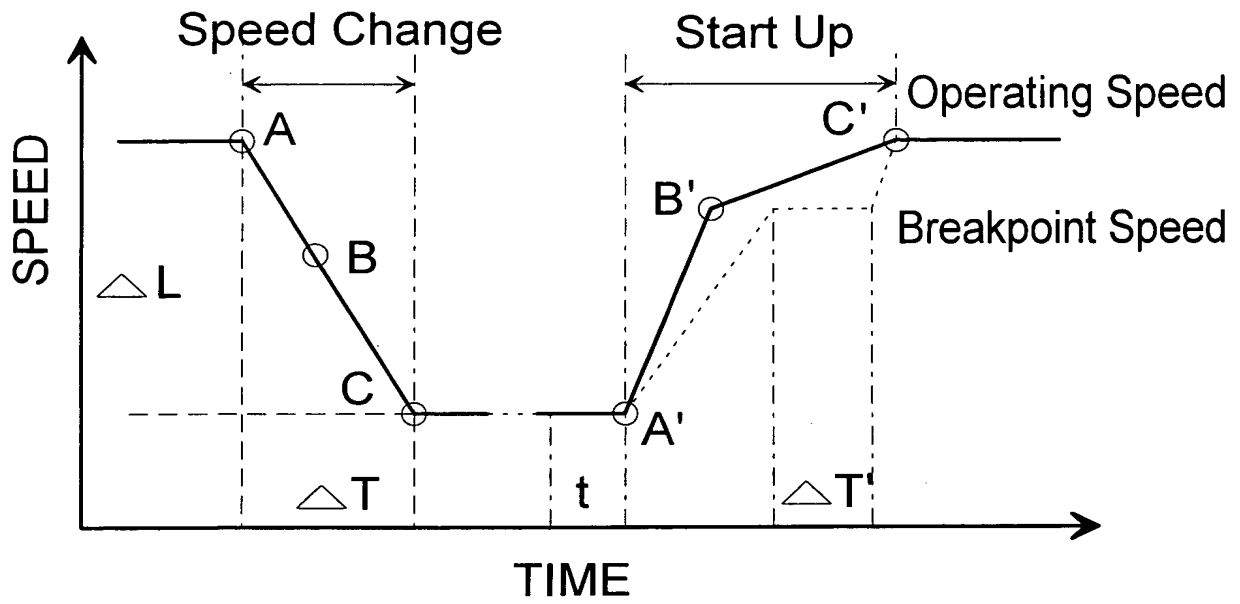 Speed Change
Start Up
Operating Speed
C'
A
B'
Breakpoint Speed
SPEED
B
△ L
C
A'
△ T
t
△ T'
TIME